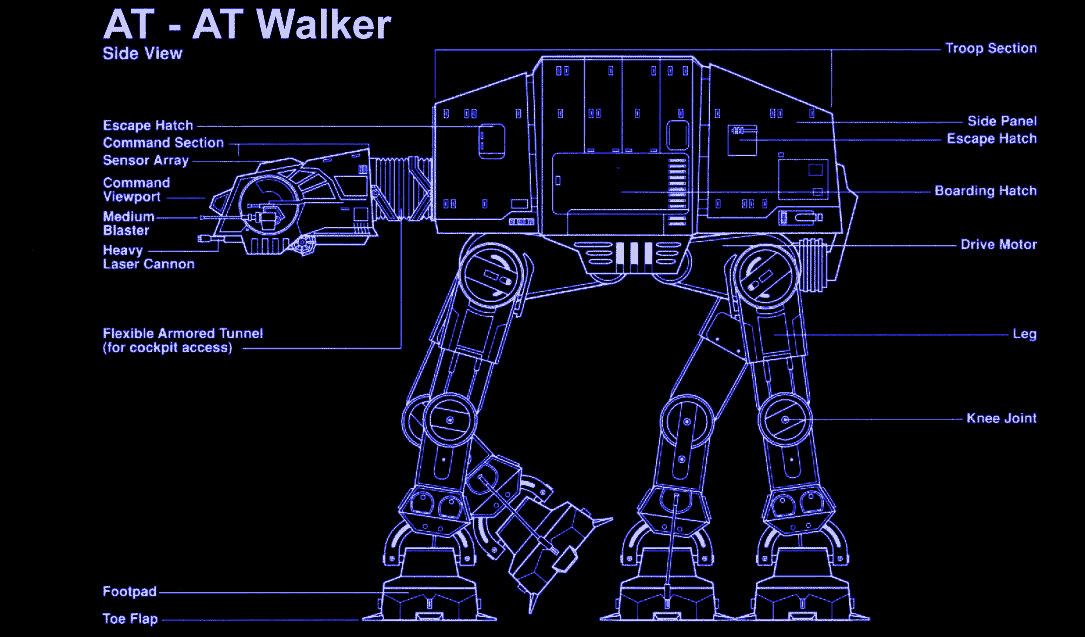 AT - AT Walker
Side View
Escape Hatch
Command Section
Sensor Array
Command
Viewport
Medium
Blaster
Heavy
Laser Cannon
Flexible Armored Tunnel
(for cockpit access)
Footpad
Toe Flap
Troop Section
Side Panel
Escape Hatch
Boarding Hatch
Drive Motor
Leg
Knee Joint